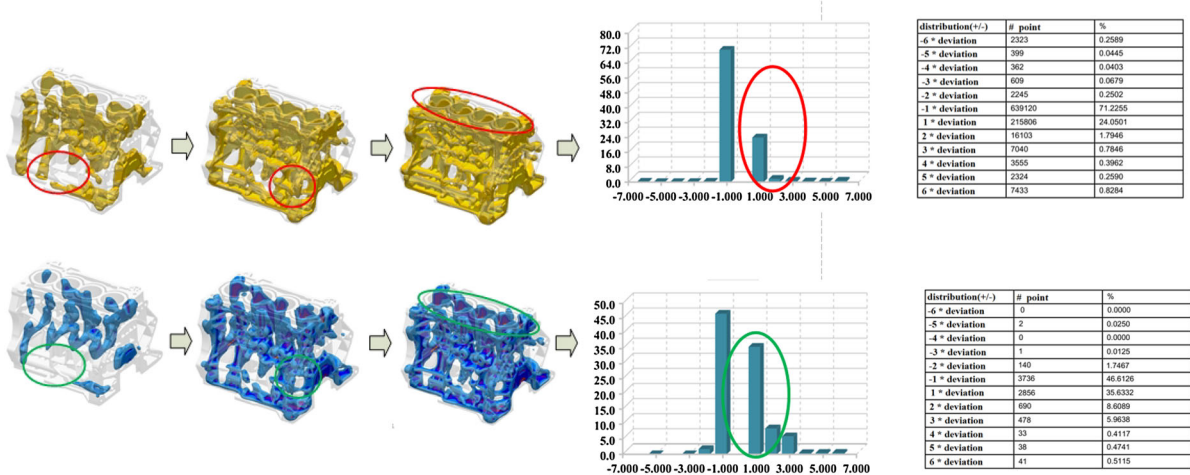 80.0
72.0
64.0
56.0
48.0
40.0
32.0
24.0
16.0
8.0
0.0
-7.000 -5.000 -3.000 -1.000 1.000 3.000 5.000 7.000
distribution(+/-) # point %
-6 * deviation 2323 0.2589
-5 * deviation 399 0.0445
-4 * deviation 362 0.0403
-3 * deviation 609 0.0679
-2 * deviation 2245 0.2502
-1 * deviation 639120 71.2255
1 * deviation 215806 24.0501
2 * deviation 16103 1.7946
3 * deviation 7040 0.7846
4 * deviation 3555 0.3962
5 * deviation 2324 0.2590
6 * deviation 7433 0.8284
50.0
45.0
40.0
35.0
30.0
25.0
20.0
15.0
10.0
5.0
0.0
-7.000 -5.000 -3.000 -1.000 1.000 3.000 5.000 7.000
distribution(+/-) # point %
-6 * deviation 0 0.0000
-5 * deviation 2 0.0250
-4 * deviation 0 0.0000
-3 * deviation 1 0.0125
-2 * deviation 140 1.7467
-1 * deviation 3736 46.6126
1 * deviation 2856 35.6332
2 * deviation 690 8.6089
3 * deviation 478 5.9638
4 * deviation 33 0.4117
5 * deviation 38 0.4741
6 * deviation 41 0.5115